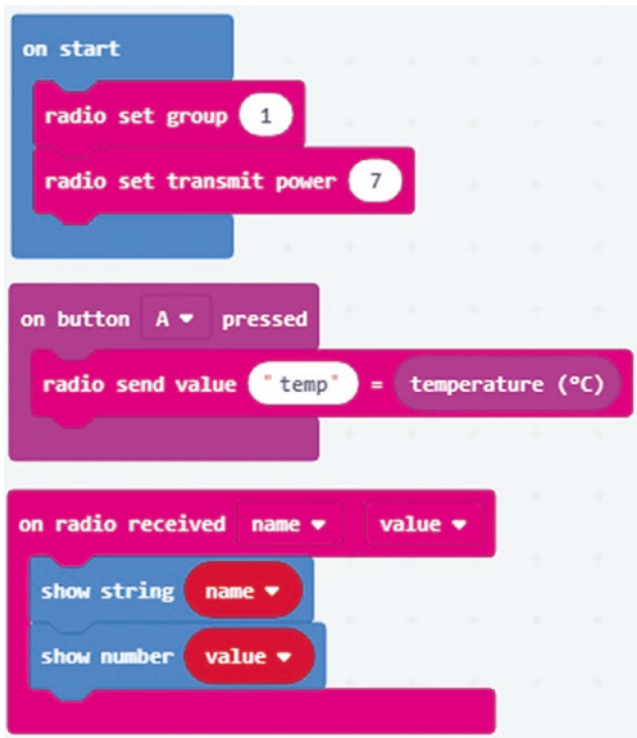 on start
radio set group 1
radio set transmit power 7
on button A pressed
radio send value "temp" = temperature (°C)
on radio received name value
show string name
show number value